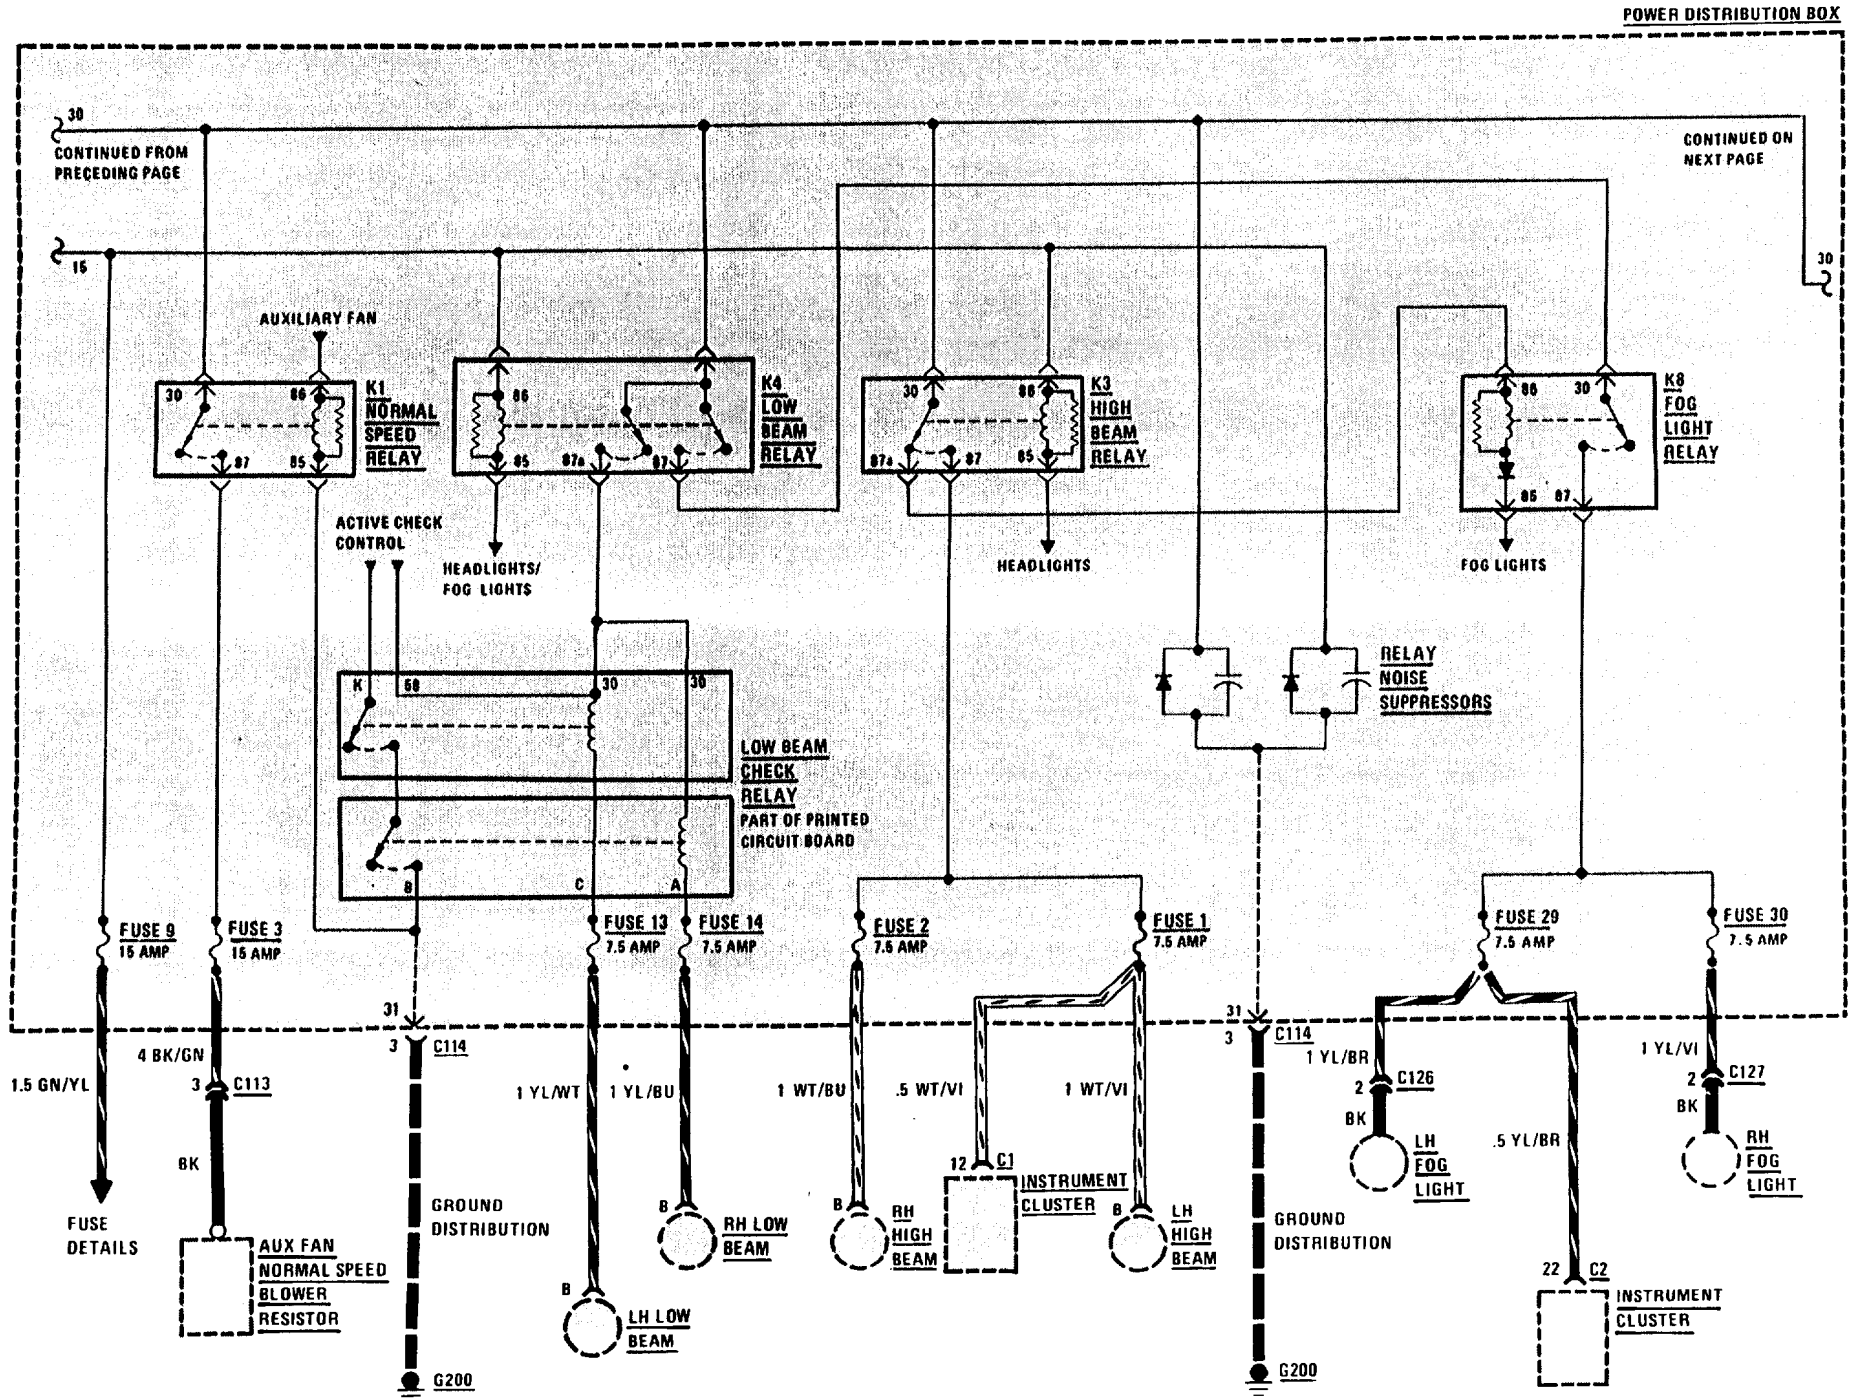 POWER DISTRIBUTION BOX
30
CONTINUED FROM
PRECEDING PAGE
CONTINUED ON
NEXT PAGE
15
30
AUXILIARY FAN
30
86
87
85
K1
NORMAL
SPEED
RELAY
86
85
87a
87
K4
LOW
BEAM
RELAY
30
86
87a
87
85
K3
HIGH
BEAM
RELAY
86
30
85
87
K8
FOG
LIGHT
RELAY
ACTIVE CHECK
CONTROL
HEADLIGHTS/
FOG LIGHTS
HEADLIGHTS
FOG LIGHTS
RELAY
NOISE
SUPPRESSORS
K
58
30
30
LOW BEAM
CHECK
RELAY
PART OF PRINTED
CIRCUIT BOARD
B
C
A
FUSE 9
15 AMP
FUSE 3
15 AMP
FUSE 13
7.5 AMP
FUSE 14
7.5 AMP
FUSE 2
7.5 AMP
FUSE 1
7.5 AMP
FUSE 29
7.5 AMP
FUSE 30
7.5 AMP
31
3
C114
31
3
C114
4 BK/GN
3
C113
1.5 GN/YL
BK
1 YL/WT
1 YL/BU
1 WT/BU
.5 WT/VI
1 WT/VI
1 YL/BR
2
C126
BK
.5 YL/BR
1 YL/VI
2
C127
BK
FUSE
DETAILS
AUX FAN
NORMAL SPEED
BLOWER
RESISTOR
GROUND
DISTRIBUTION
G200
B
LH LOW
BEAM
B
RH LOW
BEAM
B
RH
HIGH
BEAM
12
C1
INSTRUMENT
CLUSTER
B
LH
HIGH
BEAM
GROUND
DISTRIBUTION
G200
LH
FOG
LIGHT
22
C2
INSTRUMENT
CLUSTER
RH
FOG
LIGHT